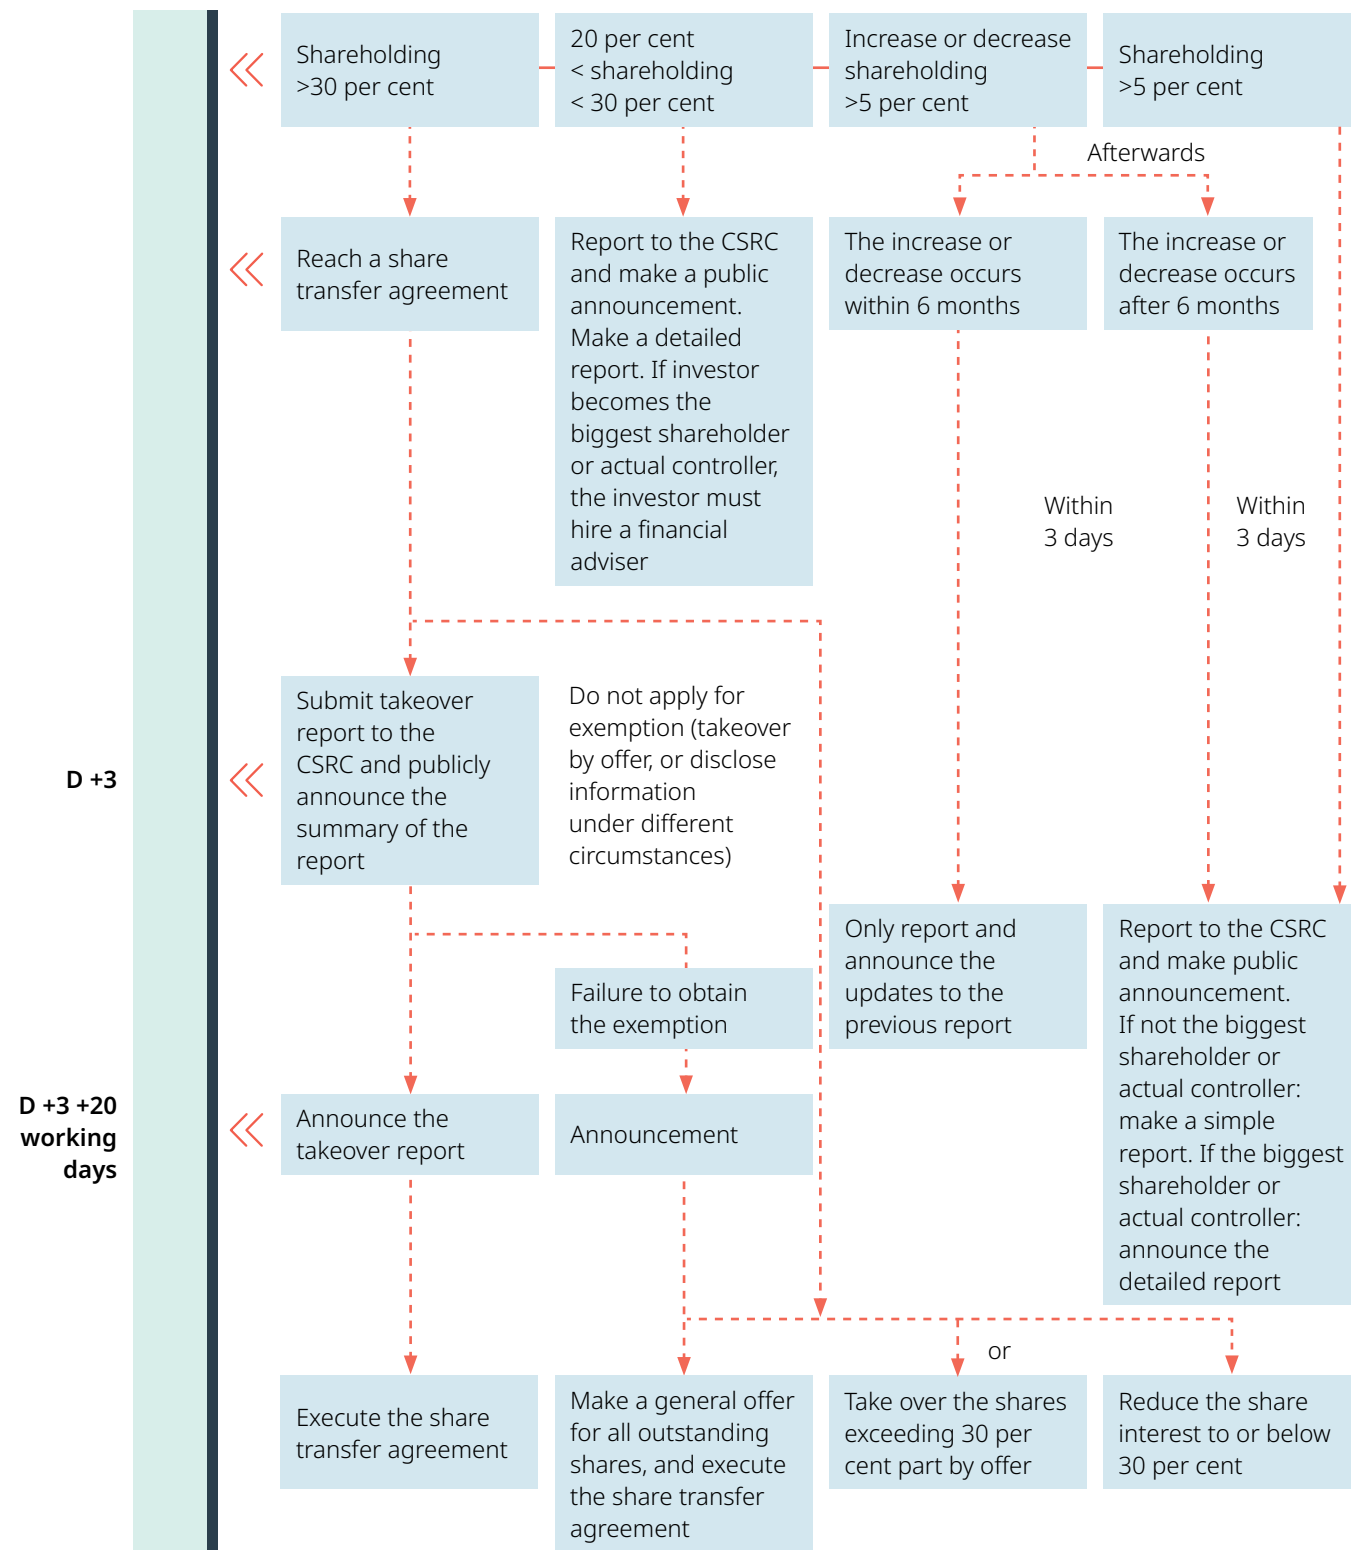 Shareholding
>30 per cent
20 per cent
< shareholding
< 30 per cent
Increase or decrease
shareholding
>5 per cent
Shareholding
>5 per cent
Afterwards
Reach a share
transfer agreement
Report to the CSRC
and make a public
announcement.
Make a detailed
report. If investor
becomes the
biggest shareholder
or actual controller,
the investor must
hire a financial
adviser
The increase or
decrease occurs
within 6 months
The increase or
decrease occurs
after 6 months
Within
3 days
Within
3 days
D +3
Submit takeover
report to the
CSRC and publicly
announce the
summary of the
report
Do not apply for
exemption (takeover
by offer, or disclose
information
under different
circumstances)
Only report and
announce the
updates to the
previous report
Report to the CSRC
and make public
announcement.
If not the biggest
shareholder or
actual controller:
make a simple
report. If the biggest
shareholder or
actual controller:
announce the
detailed report
Failure to obtain
the exemption
D +3 +20
working
days
Announce the
takeover report
Announcement
or
Execute the share
transfer agreement
Make a general offer
for all outstanding
shares, and execute
the share transfer
agreement
Take over the shares
exceeding 30 per
cent part by offer
Reduce the share
interest to or below
30 per cent